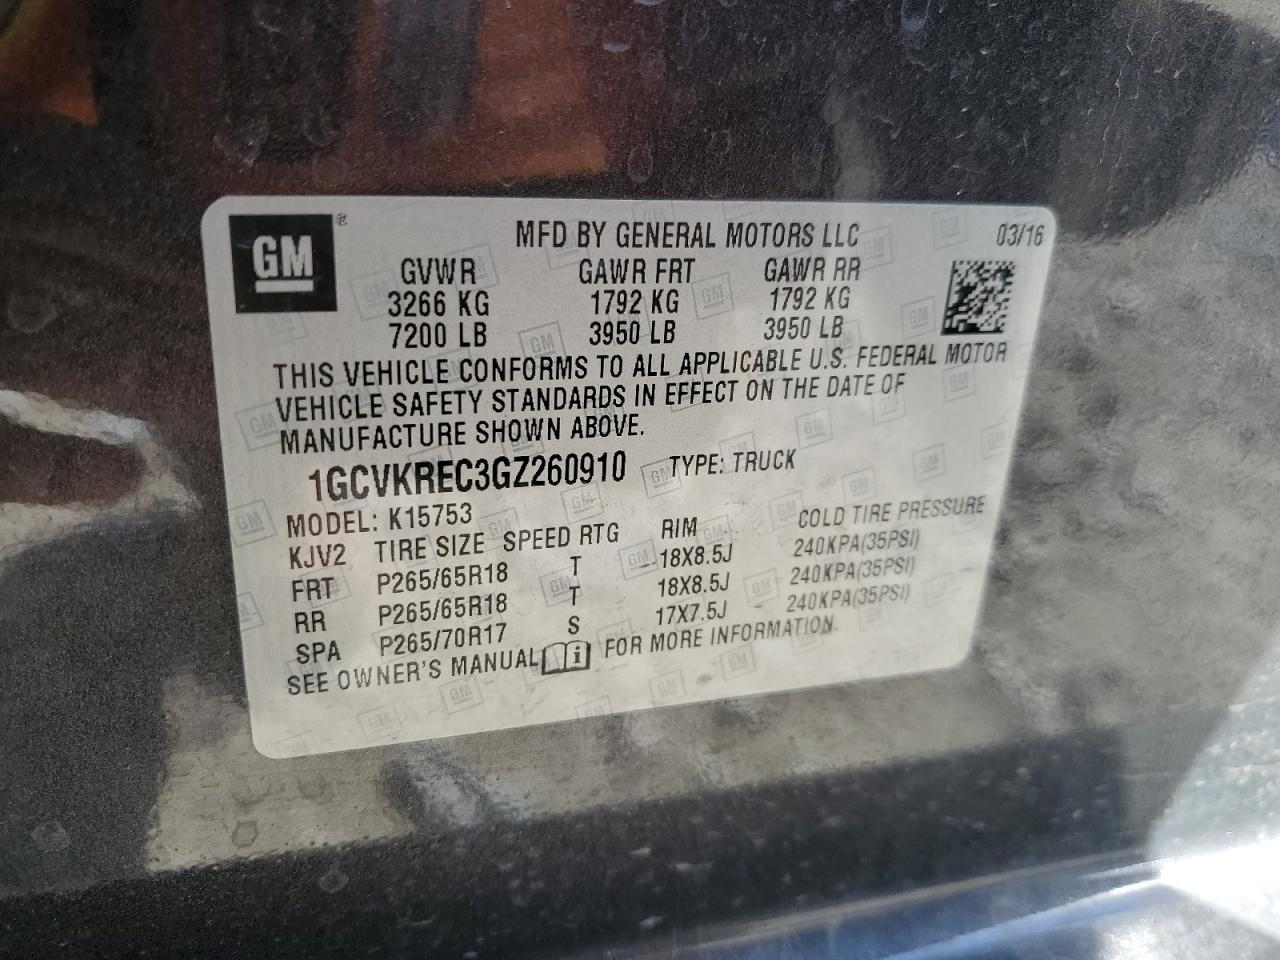 GM ® MFD BY GENERAL MOTORS LLC 03/16
GVWR GAWR FRT GAWR RR
3266 KG 1792 KG 1792 KG
7200 LB 3950 LB 3950 LB
THIS VEHICLE CONFORMS TO ALL APPLICABLE U.S. FEDERAL MOTOR
VEHICLE SAFETY STANDARDS IN EFFECT ON THE DATE OF
MANUFACTURE SHOWN ABOVE.
1GCVKREC3GZ260910 TYPE: TRUCK
MODEL: K15753
KJV2 TIRE SIZE SPEED RTG RIM COLD TIRE PRESSURE
FRT P265/65R18 T 18X8.5J 240KPA(35PSI)
RR P265/65R18 T 18X8.5J 240KPA(35PSI)
SPA P265/70R17 S 17X7.5J 240KPA(35PSI)
SEE OWNER'S MANUAL i FOR MORE INFORMATION.